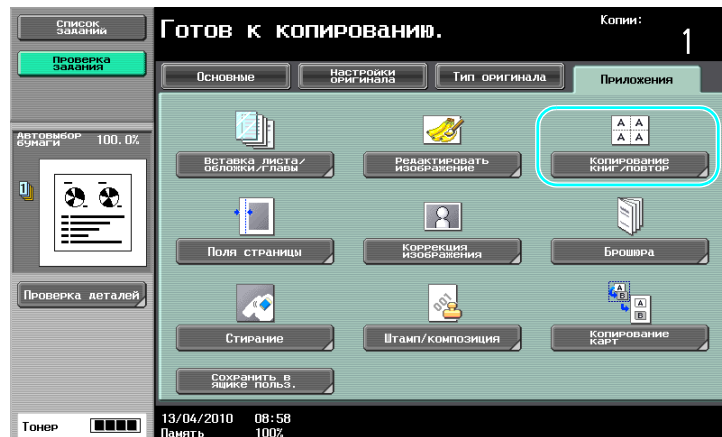 Список
заданий
Готов к копированию.
Копии:
1
Проверка
задания
Основные
Настройки
оригинала
Тип оригинала
Приложения
Автовыбор
бумаги
100.0%
Вставка листа/
обложки/главы
Редактировать
изображение
A A
A A
Копирование
книг/повтор
Поля страницы
Коррекция
изображения
Брошюра
Проверка деталей
001
A
B
A
B
Стирание
Штамп/композиция
Копирование
карт
Сохранить в
ящике польз.
Тонер
13/04/2010 08:58
Память 100%